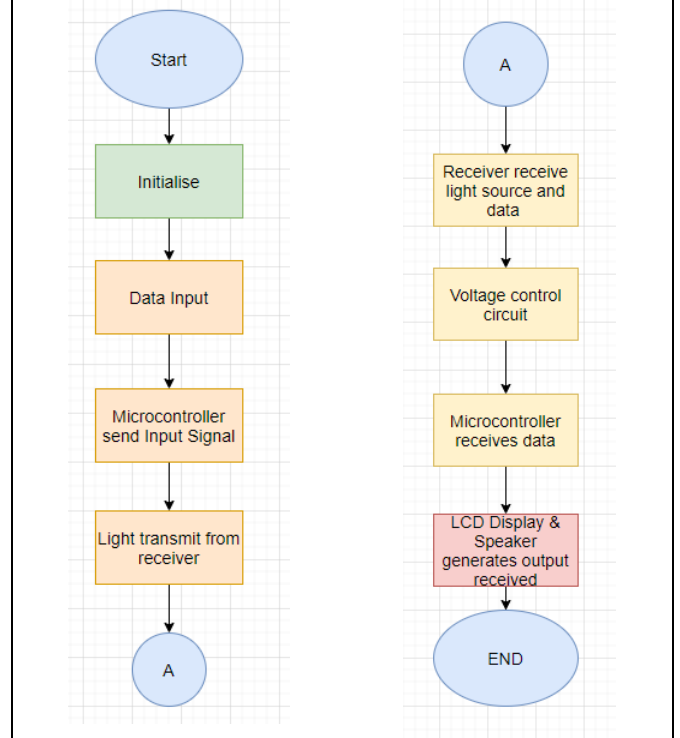 Start
Initialise
Data Input
Microcontroller
send Input Signal
Light transmit from
receiver
A
A
Receiver receive
light source and
data
Voltage control
circuit
Microcontroller
receives data
LCD Display &
Speaker
generates output
received
END